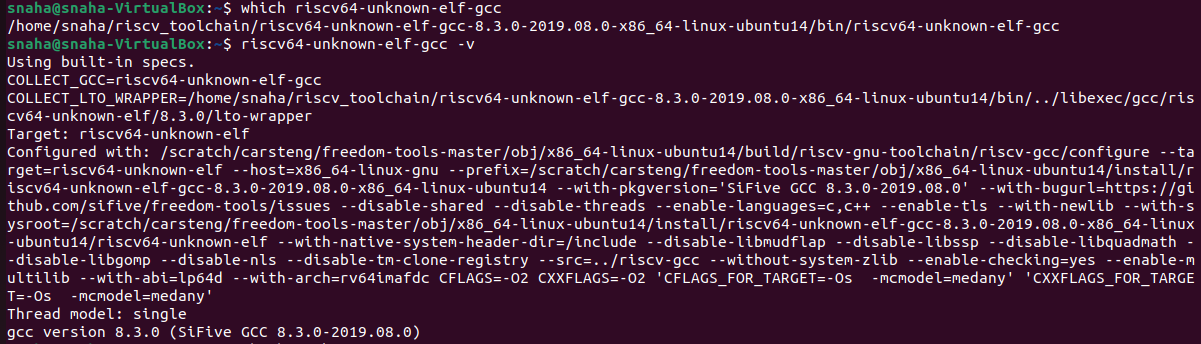 snaha@snaha-VirtualBox:~$ which riscv64-unknown-elf-gcc
/home/snaha/riscv_toolchain/riscv64-unknown-elf-gcc-8.3.0-2019.08.0-x86_64-linux-ubuntu14/bin/riscv64-unknown-elf-gcc
snaha@snaha-VirtualBox:~$ riscv64-unknown-elf-gcc -v
Using built-in specs.
COLLECT_GCC=riscv64-unknown-elf-gcc
COLLECT_LTO_WRAPPER=/home/snaha/riscv_toolchain/riscv64-unknown-elf-gcc-8.3.0-2019.08.0-x86_64-linux-ubuntu14/bin/../libexec/gcc/ris
cv64-unknown-elf/8.3.0/lto-wrapper
Target: riscv64-unknown-elf
Configured with: /scratch/carsteng/freedom-tools-master/obj/x86_64-linux-ubuntu14/build/riscv-gnu-toolchain/riscv-gcc/configure --ta
rget=riscv64-unknown-elf --host=x86_64-linux-gnu --prefix=/scratch/carsteng/freedom-tools-master/obj/x86_64-linux-ubuntu14/install/r
iscv64-unknown-elf-gcc-8.3.0-2019.08.0-x86_64-linux-ubuntu14 --with-pkgversion='SiFive GCC 8.3.0-2019.08.0' --with-bugurl=https://gi
thub.com/sifive/freedom-tools/issues --disable-shared --disable-threads --enable-languages=c,c++ --enable-tls --with-newlib --with-s
ysroot=/scratch/carsteng/freedom-tools-master/obj/x86_64-linux-ubuntu14/install/riscv64-unknown-elf-gcc-8.3.0-2019.08.0-x86_64-linux
-ubuntu14/riscv64-unknown-elf --with-native-system-header-dir=/include --disable-libmudflap --disable-libssp --disable-libquadmath -
-disable-libgomp --disable-nls --disable-tm-clone-registry --src=../riscv-gcc --without-system-zlib --enable-checking=yes --enable-m
ultilib --with-abi=lp64d --with-arch=rv64imafdc CFLAGS=-O2 CXXFLAGS=-O2 'CFLAGS_FOR_TARGET=-Os  -mcmodel=medany' 'CXXFLAGS_FOR_TARGE
T=-Os  -mcmodel=medany'
Thread model: single
gcc version 8.3.0 (SiFive GCC 8.3.0-2019.08.0)